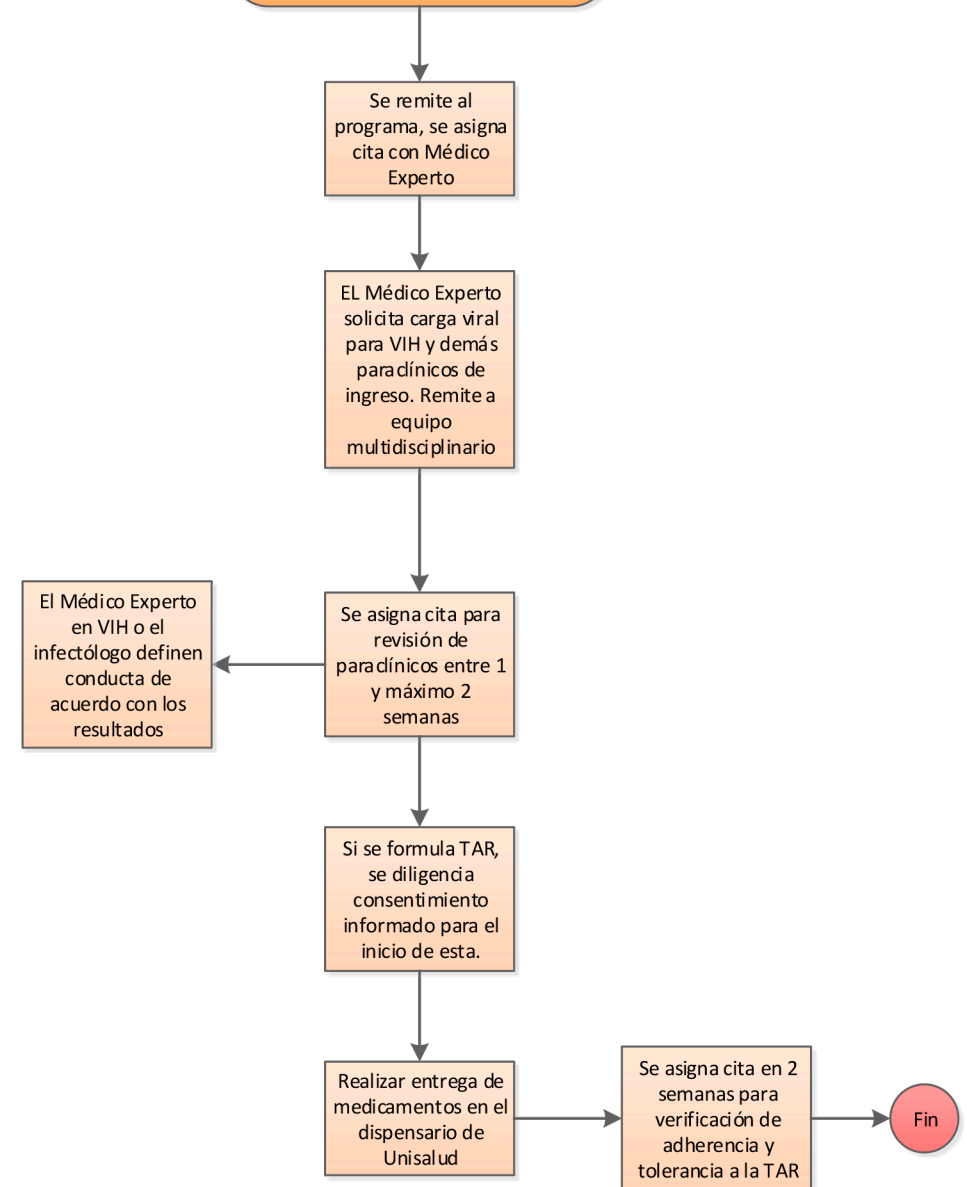 Se remite al
programa, se asigna
cita con Médico
Experto
EL Médico Experto
solicita carga viral
para VIH y demás
paraclínicos de
ingreso. Remite a
equipo
multidisciplinario
El Médico Experto
en VIH o el
infectólogo definen
conducta de
acuerdo con los
resultados
Se asigna cita para
revisión de
paraclínicos entre 1
y máximo 2
semanas
Si se formula TAR,
se diligencia
consentimiento
informado para el
inicio de esta.
Realizar entrega de
medicamentos en el
dispensario de
Unisalud
Se asigna cita en 2
semanas para
verificación de
adherencia y
tolerancia a la TAR
Fin